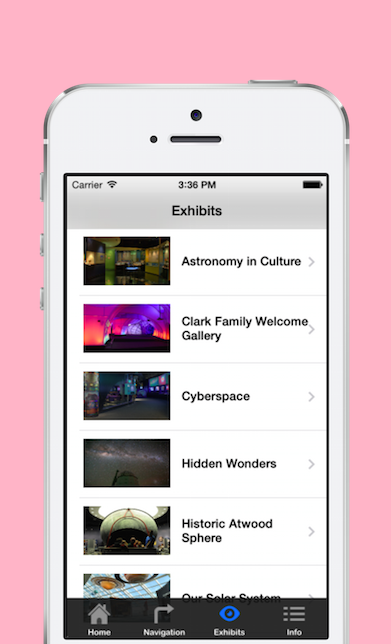 Carrier 3:36 PM
Exhibits
Astronomy in Culture
Clark Family Welcome
Gallery
Cyberspace
Hidden Wonders
Historic Atwood
Sphere
Our Solar System
Home Navigation Exhibits Info